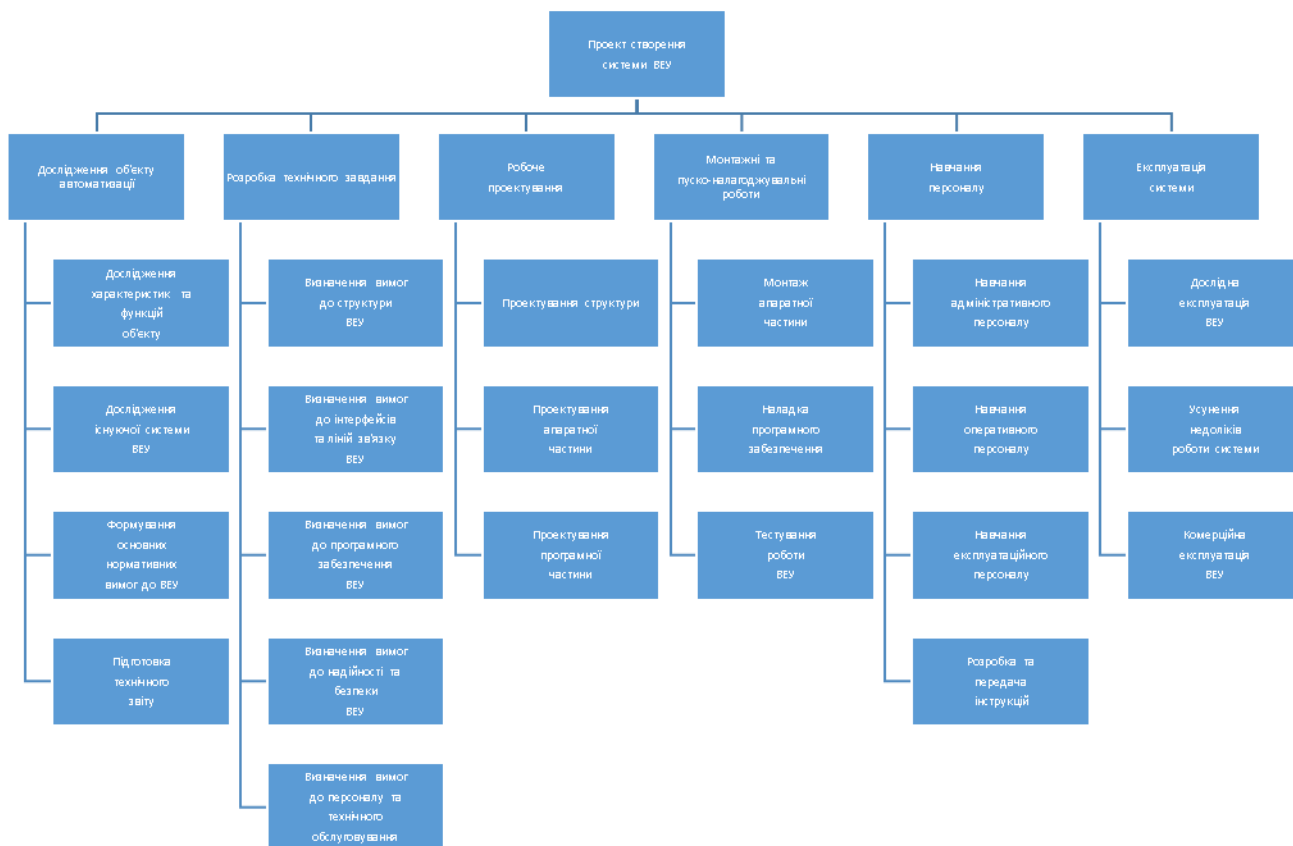 Проект створення
системи ВЕУ
Дослідження об'єкту
автоматизації
Дослідження
характеристик та
функцій
об'єкту
Дослідження
існуючої системи
ВЕУ
Формування
основних
нормативних
вимог до ВЕУ
Підготовка
технічного
звіту
Розробка технічного завдання
Визначення вимог
до структури
ВЕУ
Визначення вимог
до інтерфейсів
та ліній зв'язку
ВЕУ
Визначення вимог
до програмного
забезпечення
ВЕУ
Визначення вимог
до надійності та
безпеки
ВЕУ
Визначення вимог
до персоналу та
технічного
обслуговування
Робоче
проектування
Проектування структури
Проектування
апаратної
частини
Проектування
програмної
частини
Монтажні та
пуско-налагоджувальні
роботи
Монтаж
апаратної
частини
Наладка
програмного
забезпечення
Тестування
роботи
ВЕУ
Навчання
персоналу
Навчання
адміністративного
персоналу
Навчання
оперативного
персоналу
Навчання
експлуатаційного
персоналу
Розробка та
передача
інструкцій
Експлуатація
системи
Дослідна
експлуатація
ВЕУ
Усунення
недоліків
роботи системи
Комерційна
експлуатація
ВЕУ